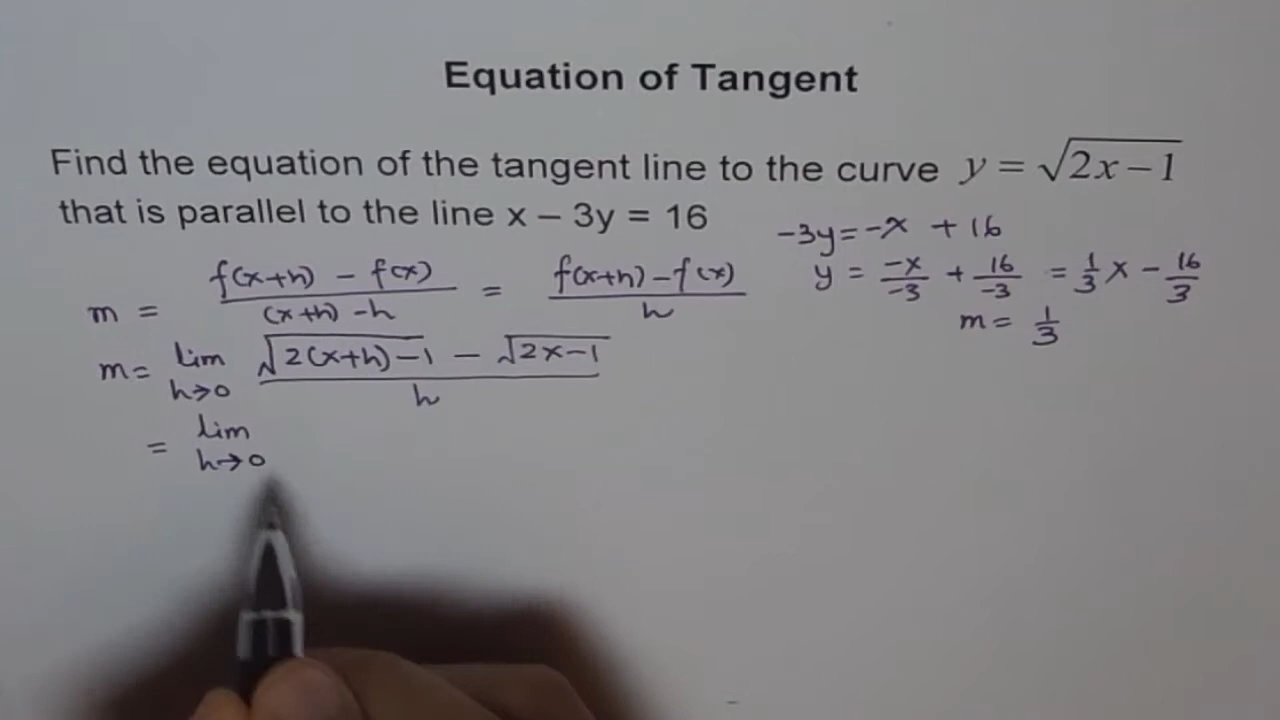 Equation of Tangent
Find the equation of the tangent line to the curve y = √(2x – 1)
that is parallel to the line x – 3y = 16
-3y = -x + 16
y = -x/-3 + 16/-3 = 1/3 x - 16/3
m = 1/3
m = f(x+h) - f(x) / (x+h) - h = f(x+h) - f(x) / h
m = lim h→0 √(2(x+h)-1) - √(2x-1) / h
= lim h→0